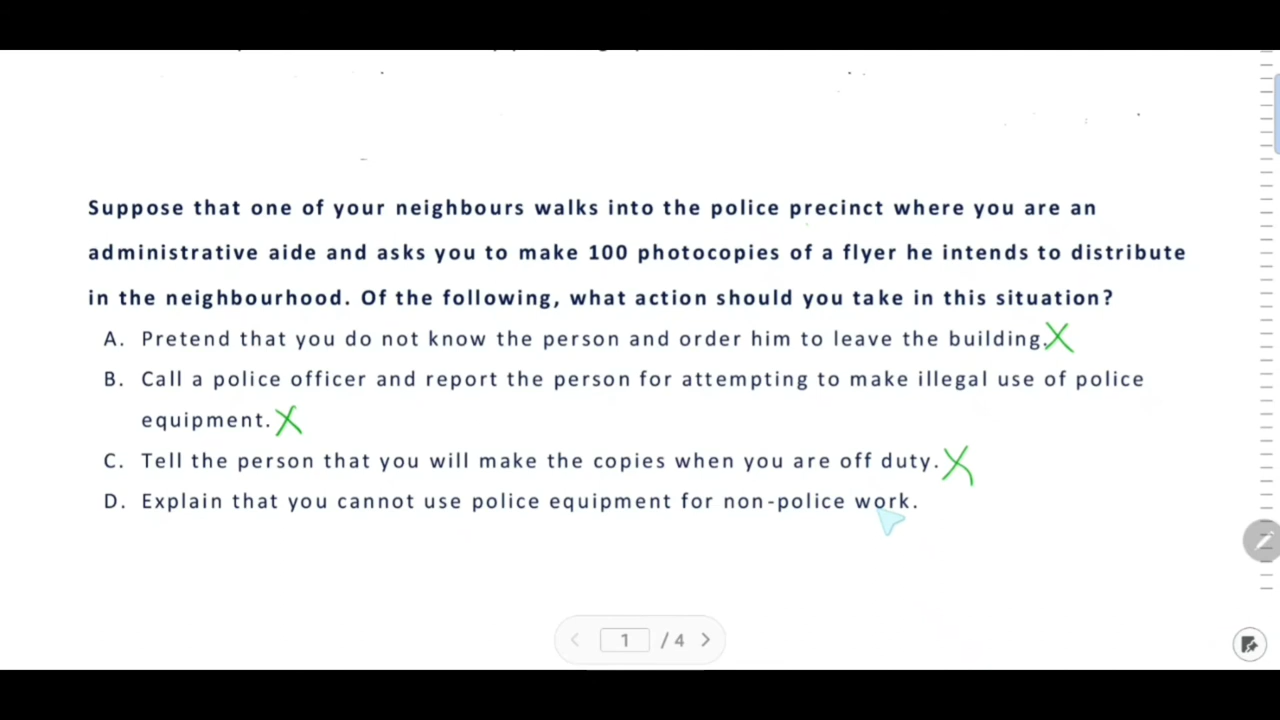 Suppose that one of your neighbours walks into the police precinct where you are an
administrative aide and asks you to make 100 photocopies of a flyer he intends to distribute
in the neighbourhood. Of the following, what action should you take in this situation?
A. Pretend that you do not know the person and order him to leave the building.
B. Call a police officer and report the person for attempting to make illegal use of police
equipment.
C. Tell the person that you will make the copies when you are off duty.
D. Explain that you cannot use police equipment for non-police work.
1 / 4